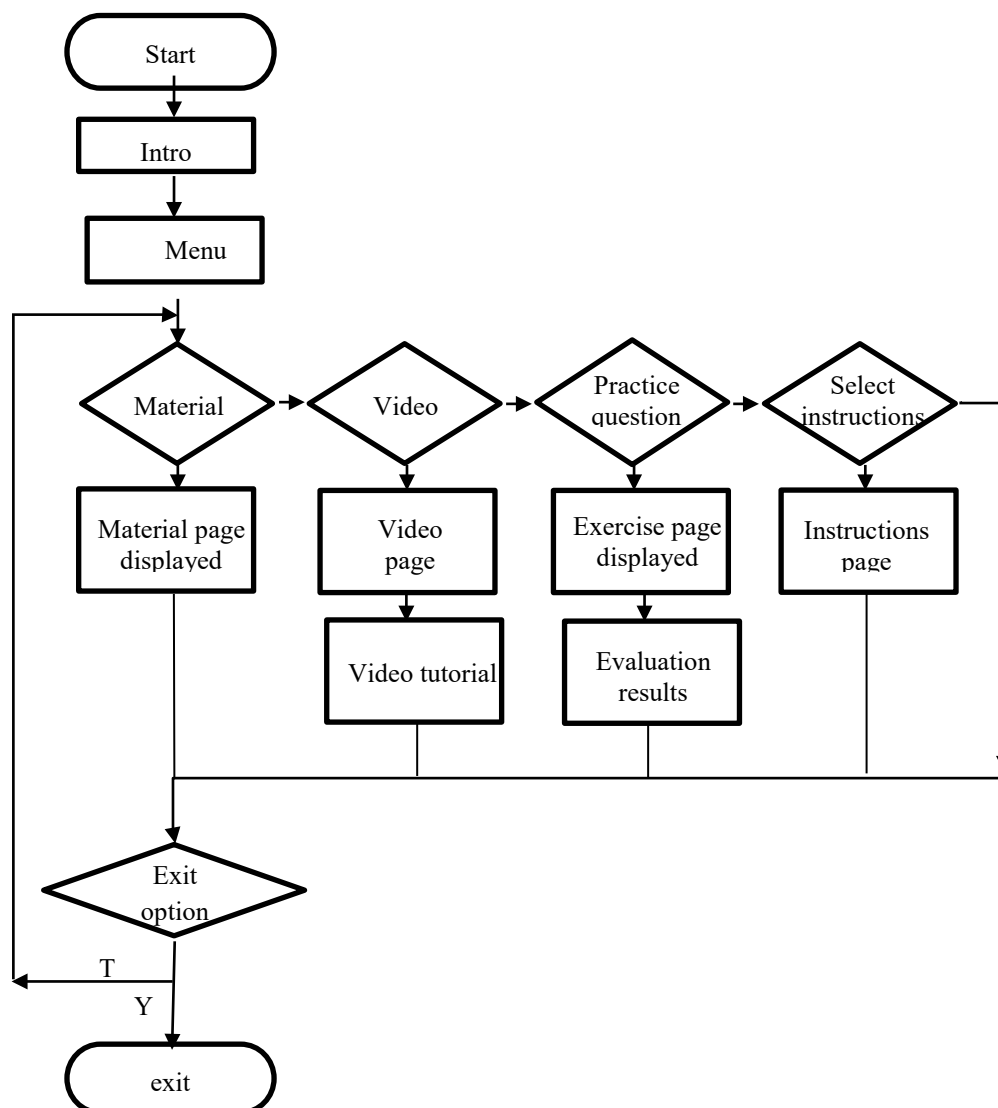 Start
Intro
Menu
Material
Video
Practice
question
Select
instructions
Material page
displayed
Video
page
Exercise page
displayed
Instructions
page
Video tutorial
Evaluation
results
Exit
option
T
Y
exit